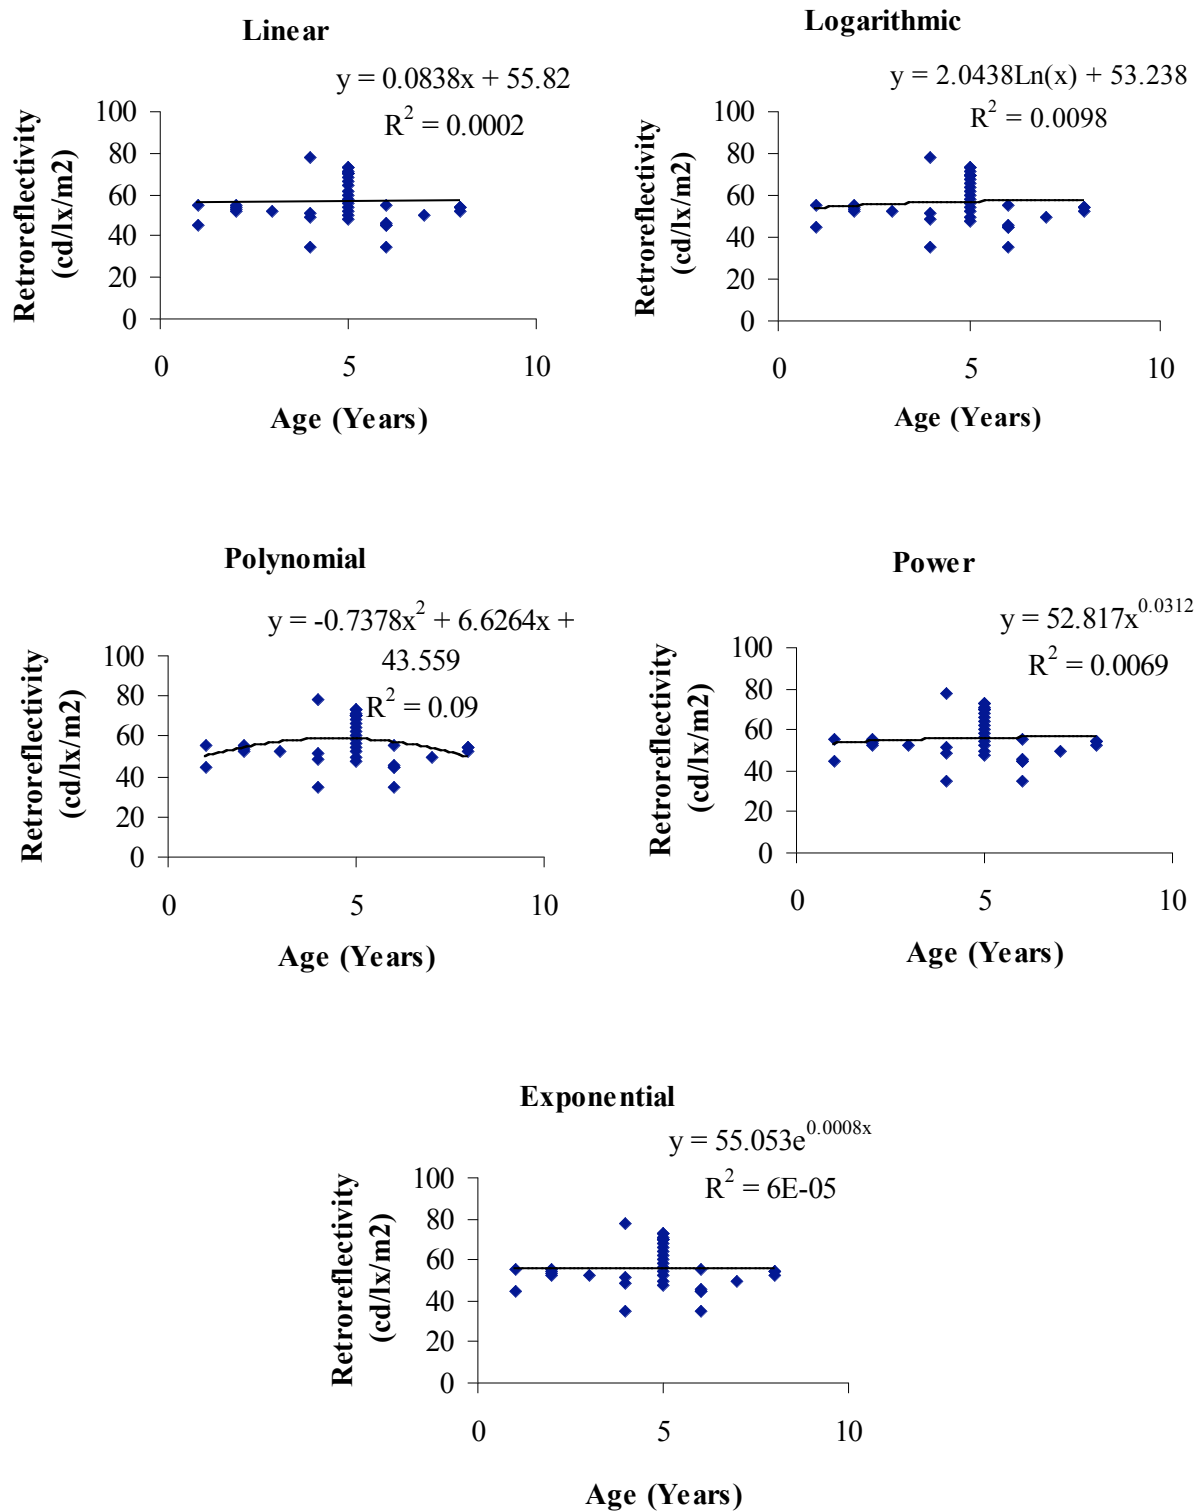 Linear
y = 0.0838x + 55.82
R² = 0.0002
Retroreflectivity
(cd/lx/m2)
100
80
60
40
20
0
0 5 10
Age (Years)
Logarithmic
y = 2.0438Ln(x) + 53.238
R² = 0.0098
Retroreflectivity
(cd/lx/m2)
100
80
60
40
20
0
0 5 10
Age (Years)
Polynomial
y = -0.7378x² + 6.6264x +
43.559
R² = 0.09
Retroreflectivity
(cd/lx/m2)
100
80
60
40
20
0
0 5 10
Age (Years)
Power
y = 52.817x^0.0312
R² = 0.0069
Retroreflectivity
(cd/lx/m2)
100
80
60
40
20
0
0 5 10
Age (Years)
Exponential
y = 55.053e^0.0008x
R² = 6E-05
Retroreflectivity
(cd/lx/m2)
100
80
60
40
20
0
0 5 10
Age (Years)